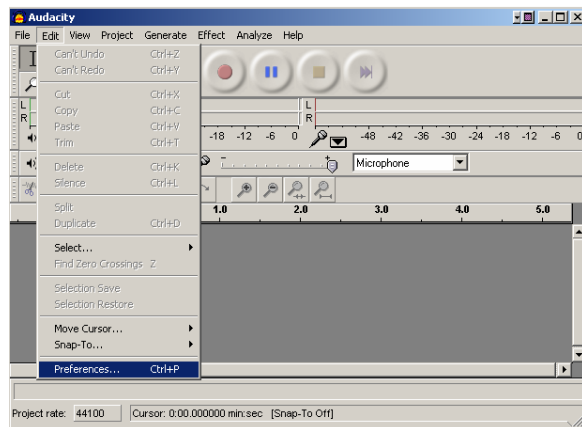 Audacity
File Edit View Project Generate Effect Analyze Help
Can't Undo Ctrl+Z
Can't Redo Ctrl+Y
Cut Ctrl+X
Copy Ctrl+C
Paste Ctrl+V
Trim Ctrl+T
Delete Ctrl+K
Silence Ctrl+L
Split
Duplicate Ctrl+D
Select...
Find Zero Crossings Z
Selection Save
Selection Restore
Move Cursor...
Snap-To...
Preferences... Ctrl+P
L
R
L
R
-18 -12 -6 0
-48 -42 -36 -30 -24 -18 -12 -6 0
- +
Microphone
1.0 2.0 3.0 4.0 5.0
Project rate: 44100 Cursor: 0:00.000000 min:sec [Snap-To Off]